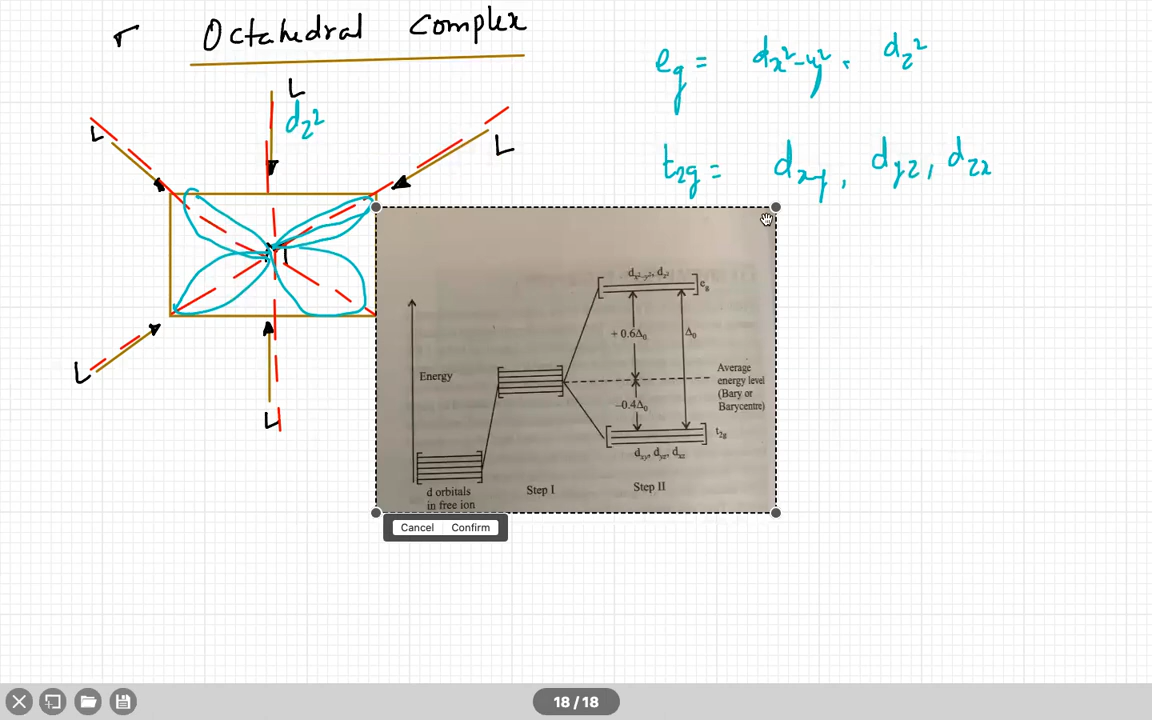 Octahedral Complex
eg = dx²-y², dz²
L
dz²
L
L
t2g = dxy, dyz, dzx
M
L
L
dx²-y², dz²
eg
+ 0.6Δ0
Δ0
Energy
Average
energy level
(Bary or
Barycentre)
–0.4Δ0
t2g
dxy, dyz, dxz
d orbitals
in free ion
Step I
Step II
Cancel
Confirm
18 / 18